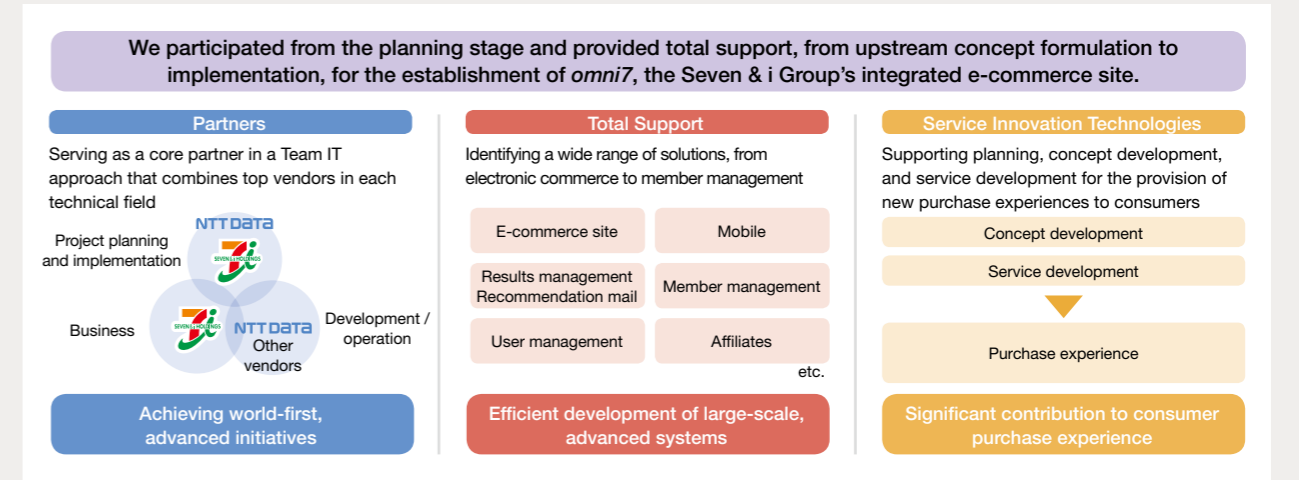 We participated from the planning stage and provided total support, from upstream concept formulation to
implementation, for the establishment of omni7, the Seven & i Group's integrated e-commerce site.
Partners
Serving as a core partner in a Team IT
approach that combines top vendors in each
technical field
NTT DATA
Project planning
and implementation
SEVEN & i HOLDINGS
Business
SEVEN & i HOLDINGS
NTT DATA
Other
vendors
Development /
operation
Achieving world-first,
advanced initiatives
Total Support
Identifying a wide range of solutions, from
electronic commerce to member management
E-commerce site
Mobile
Results management
Recommendation mail
Member management
User management
Affiliates
etc.
Efficient development of large-scale,
advanced systems
Service Innovation Technologies
Supporting planning, concept development,
and service development for the provision of
new purchase experiences to consumers
Concept development
Service development
Purchase experience
Significant contribution to consumer
purchase experience